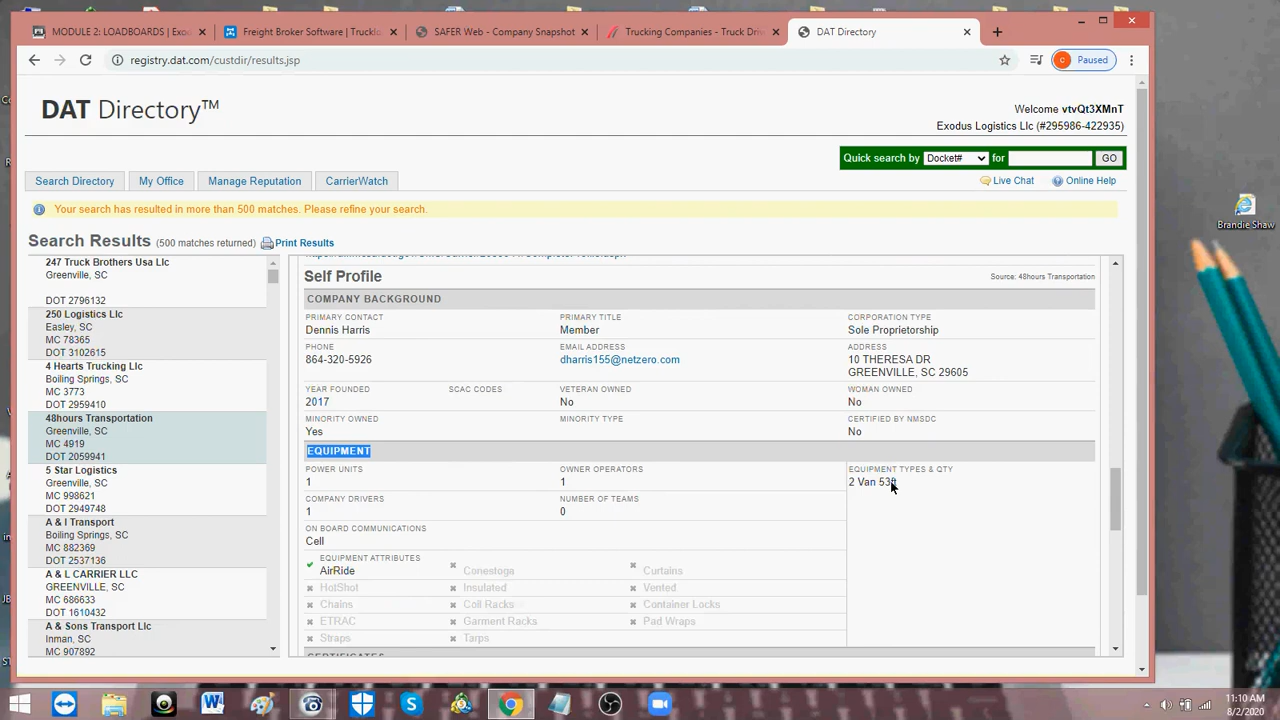 MODULE 2: LOADBOARDS | Exo
Freight Broker Software | Trucklo
SAFER Web - Company Snapshot
Trucking Companies - Truck Dri
DAT Directory
registry.dat.com/custdir/results.jsp
Paused
DAT Directory™
Welcome vtvQt3XMnT
Exodus Logistics Llc (#295986-422935)
Quick search by Docket# for GO
Search Directory My Office Manage Reputation CarrierWatch Live Chat Online Help
Your search has resulted in more than 500 matches. Please refine your search.
Search Results (500 matches returned) Print Results
247 Truck Brothers Usa Llc
Greenville, SC
DOT 2796132
250 Logistics Llc
Easley, SC
MC 78365
DOT 3102615
4 Hearts Trucking Llc
Boiling Springs, SC
MC 3773
DOT 2959410
48hours Transportation
Greenville, SC
MC 4919
DOT 2059941
5 Star Logistics
Greenville, SC
MC 998621
DOT 2949748
A & I Transport
Boiling Springs, SC
MC 882369
DOT 2537136
A & L CARRIER LLC
GREENVILLE, SC
MC 686633
DOT 1610432
A & Sons Transport Llc
Inman, SC
MC 907892
Self Profile Source: 48hours Transportation
COMPANY BACKGROUND
PRIMARY CONTACT PRIMARY TITLE CORPORATION TYPE
Dennis Harris Member Sole Proprietorship
PHONE EMAIL ADDRESS ADDRESS
864-320-5926 dharris155@netzero.com 10 THERESA DR
GREENVILLE, SC 29605
YEAR FOUNDED SCAC CODES VETERAN OWNED WOMAN OWNED
2017 No No
MINORITY OWNED MINORITY TYPE CERTIFIED BY NMSDC
Yes No
EQUIPMENT
POWER UNITS OWNER OPERATORS EQUIPMENT TYPES & QTY
1 1 2 Van 53ft
COMPANY DRIVERS NUMBER OF TEAMS
1 0
ON BOARD COMMUNICATIONS
Cell
EQUIPMENT ATTRIBUTES
AirRide Conestoga Curtains
HotShot Insulated Vented
Chains Coil Racks Container Locks
ETRAC Garment Racks Pad Wraps
Straps Tarps
CERTIFICATES
Brandie Shaw
11:10 AM
8/2/2020